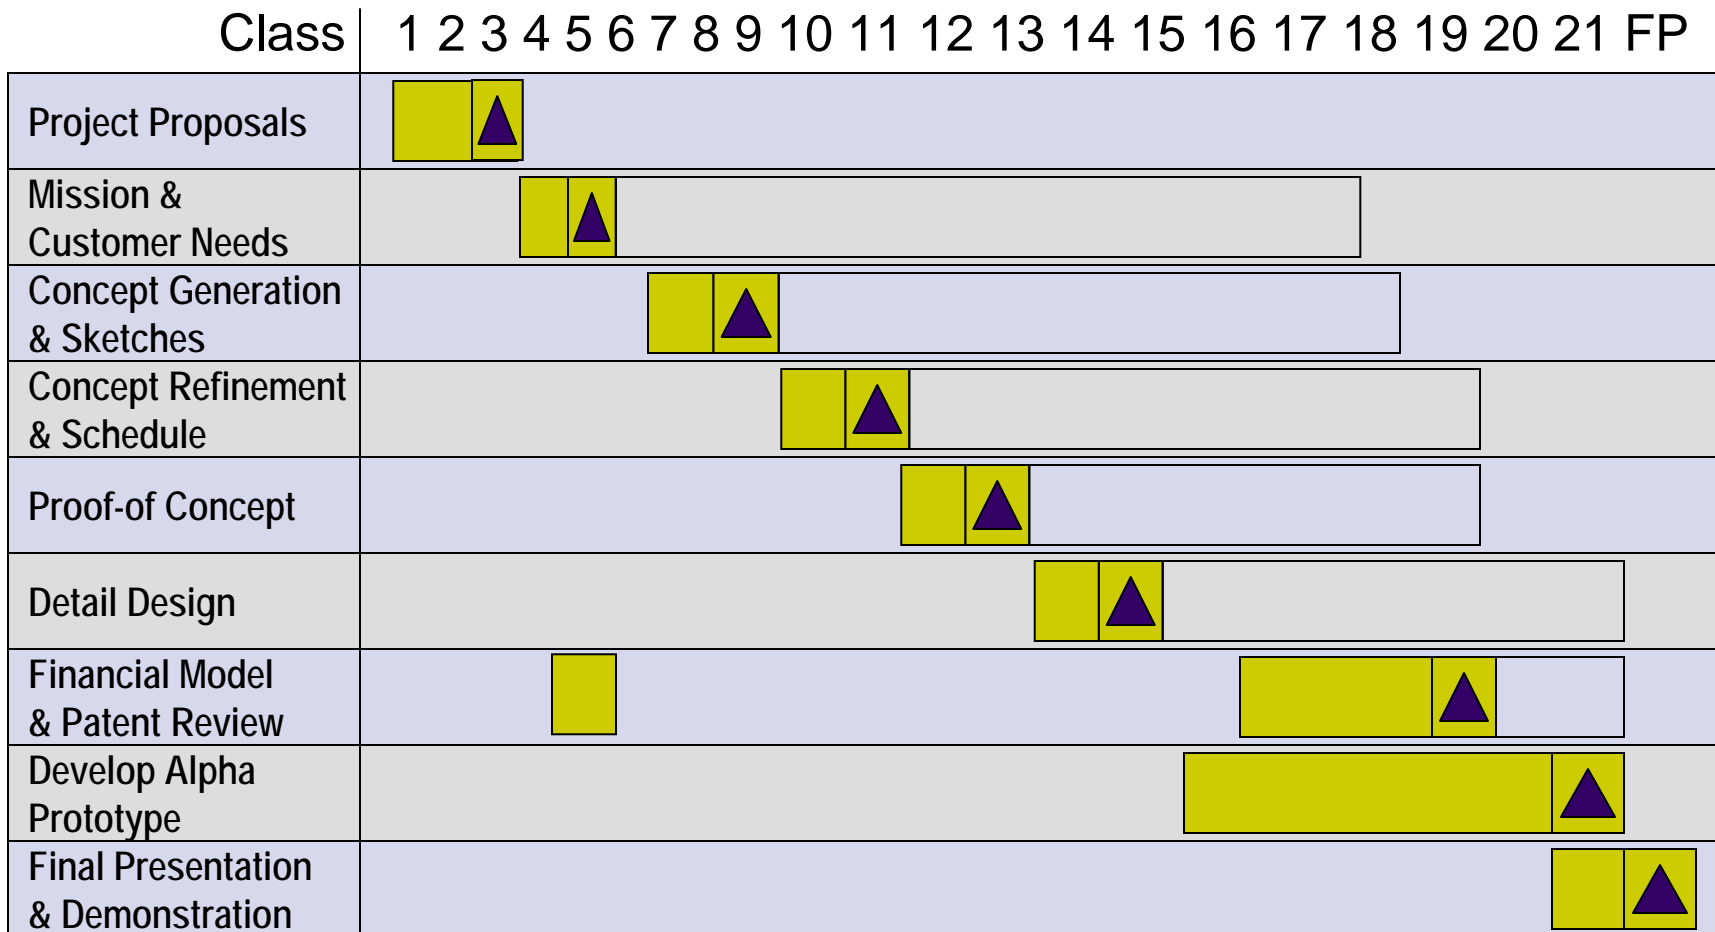 Class 1 2 3 4 5 6 7 8 9 10 11 12 13 14 15 16 17 18 19 20 21 FP
Project Proposals
Mission &
Customer Needs
Concept Generation
& Sketches
Concept Refinement
& Schedule
Proof-of Concept
Detail Design
Financial Model
& Patent Review
Develop Alpha
Prototype
Final Presentation
& Demonstration